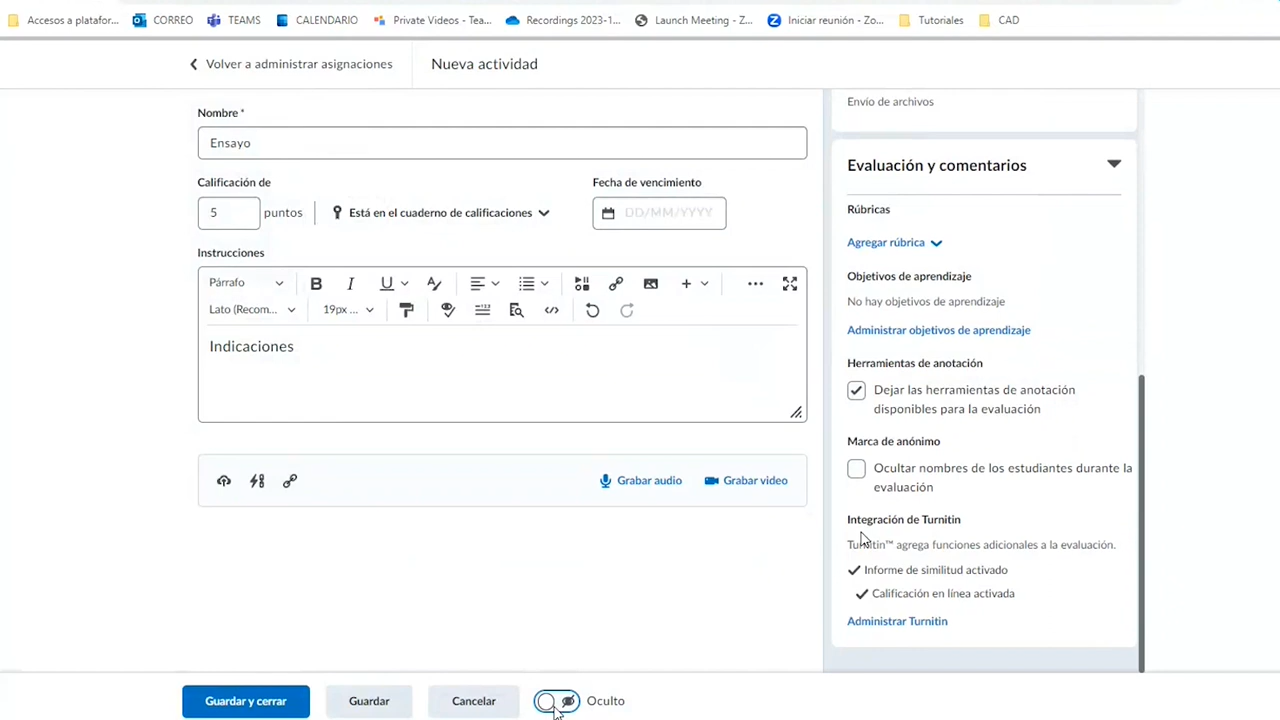 Accesos a platafor...
CORREO
TEAMS
CALENDARIO
Private Videos - Tea...
Recordings 2023-1...
Launch Meeting - Z...
Iniciar reunión - Zo...
Tutoriales
CAD
Volver a administrar asignaciones
Nueva actividad
Nombre *
Ensayo
Calificación de
5 puntos
Está en el cuaderno de calificaciones
Fecha de vencimiento
DD/MM/YYYY
Instrucciones
Párrafo
Lato (Recom...
19px ...
Indicaciones
Grabar audio
Grabar video
Envío de archivos
Evaluación y comentarios
Rúbricas
Agregar rúbrica
Objetivos de aprendizaje
No hay objetivos de aprendizaje
Administrar objetivos de aprendizaje
Herramientas de anotación
Dejar las herramientas de anotación
disponibles para la evaluación
Marca de anónimo
Ocultar nombres de los estudiantes durante la
evaluación
Integración de Turnitin
Turnitin™ agrega funciones adicionales a la evaluación.
Informe de similitud activado
Calificación en línea activada
Administrar Turnitin
Guardar y cerrar
Guardar
Cancelar
Oculto